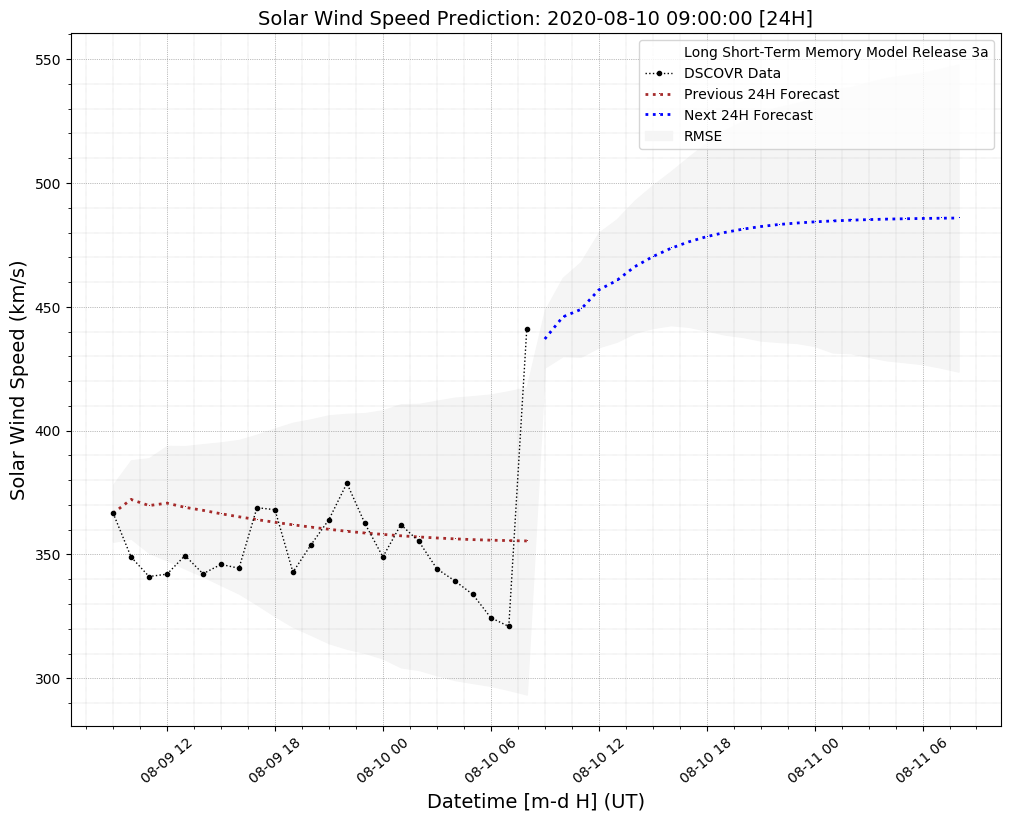 Solar Wind Speed Prediction: 2020-08-10 09:00:00 [24H]
Long Short-Term Memory Model Release 3a
DSCOVR Data
Previous 24H Forecast
Next 24H Forecast
RMSE
Solar Wind Speed (km/s)
550
500
450
400
350
300
08-09 12
08-09 18
08-10 00
08-10 06
08-10 12
08-10 18
08-11 00
08-11 06
Datetime [m-d H] (UT)